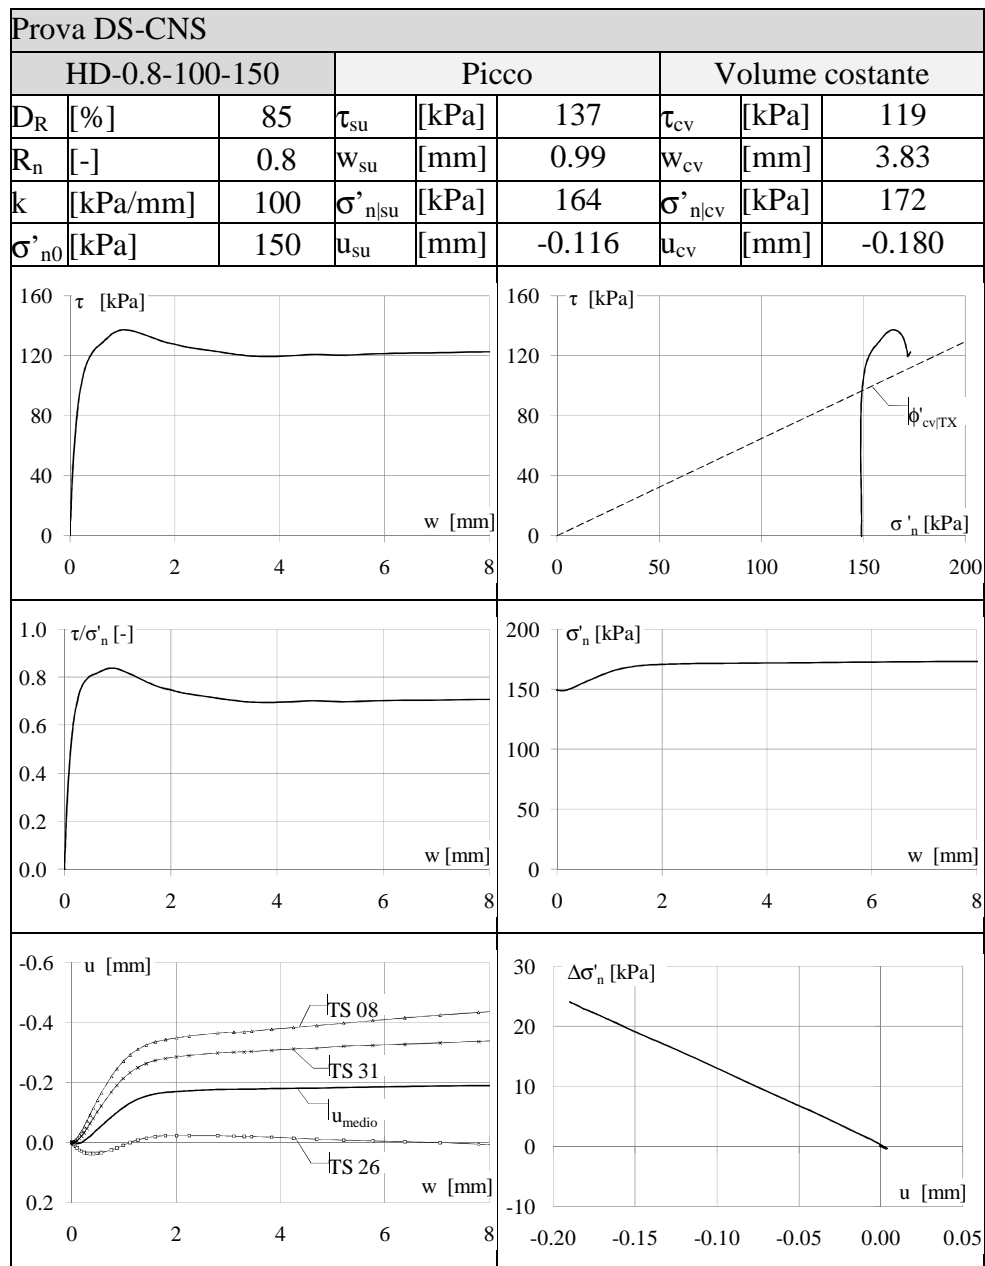 Prova DS-CNS
HD-0.8-100-150 Picco Volume costante
D_R [%] 85 τ_su [kPa] 137 τ_cv [kPa] 119
R_n [-] 0.8 w_su [mm] 0.99 w_cv [mm] 3.83
k [kPa/mm] 100 σ'_n|su [kPa] 164 σ'_n|cv [kPa] 172
σ'_n0 [kPa] 150 u_su [mm] -0.116 u_cv [mm] -0.180
160 τ [kPa]
120
80
40
0
w [mm]
0 2 4 6 8
160 τ [kPa]
120
80
40
0
ϕ'_cv|TX
σ'_n [kPa]
0 50 100 150 200
1.0 τ/σ'_n [-]
0.8
0.6
0.4
0.2
0.0
w [mm]
0 2 4 6 8
200 σ'_n [kPa]
150
100
50
0
w [mm]
0 2 4 6 8
-0.6 u [mm]
-0.4
-0.2
0.0
0.2
TS 08
TS 31
u_medio
TS 26
w [mm]
0 2 4 6 8
30 Δσ'_n [kPa]
20
10
0
-10
u [mm]
-0.20 -0.15 -0.10 -0.05 0.00 0.05